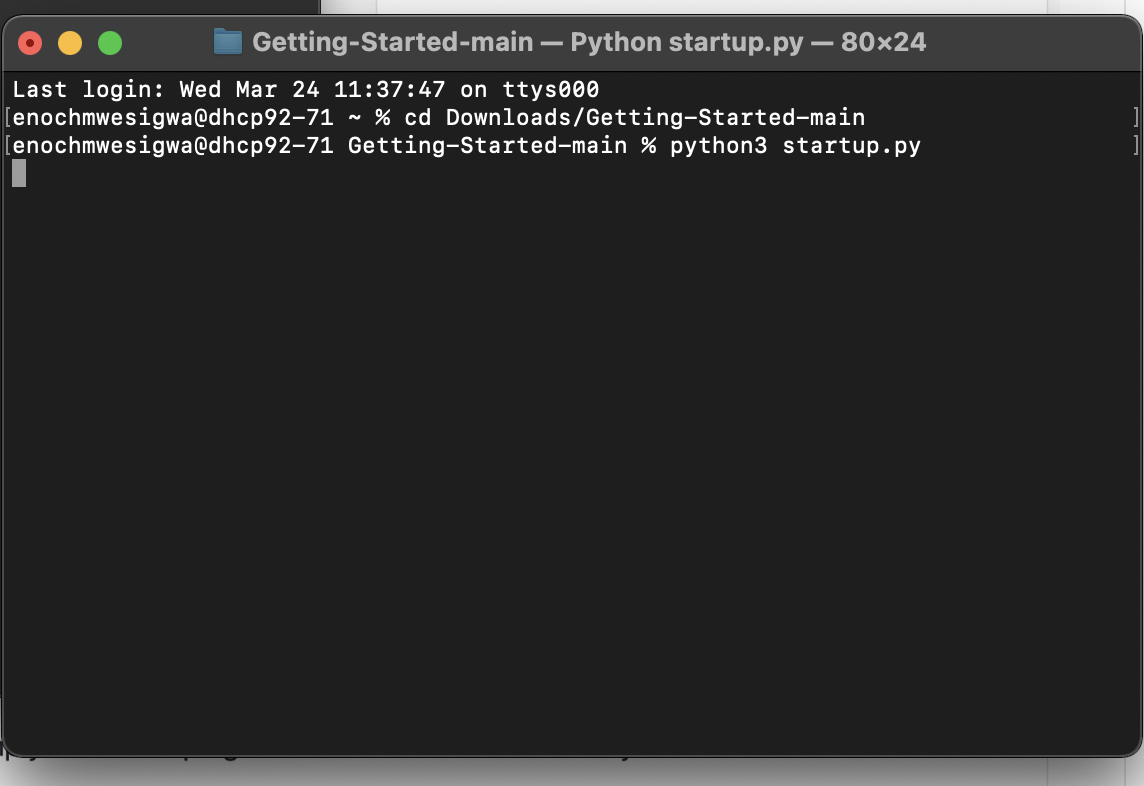 Getting-Started-main — Python startup.py — 80×24
Last login: Wed Mar 24 11:37:47 on ttys000
[enochmwesigwa@dhcp92-71 ~ % cd Downloads/Getting-Started-main ]
[enochmwesigwa@dhcp92-71 Getting-Started-main % python3 startup.py ]